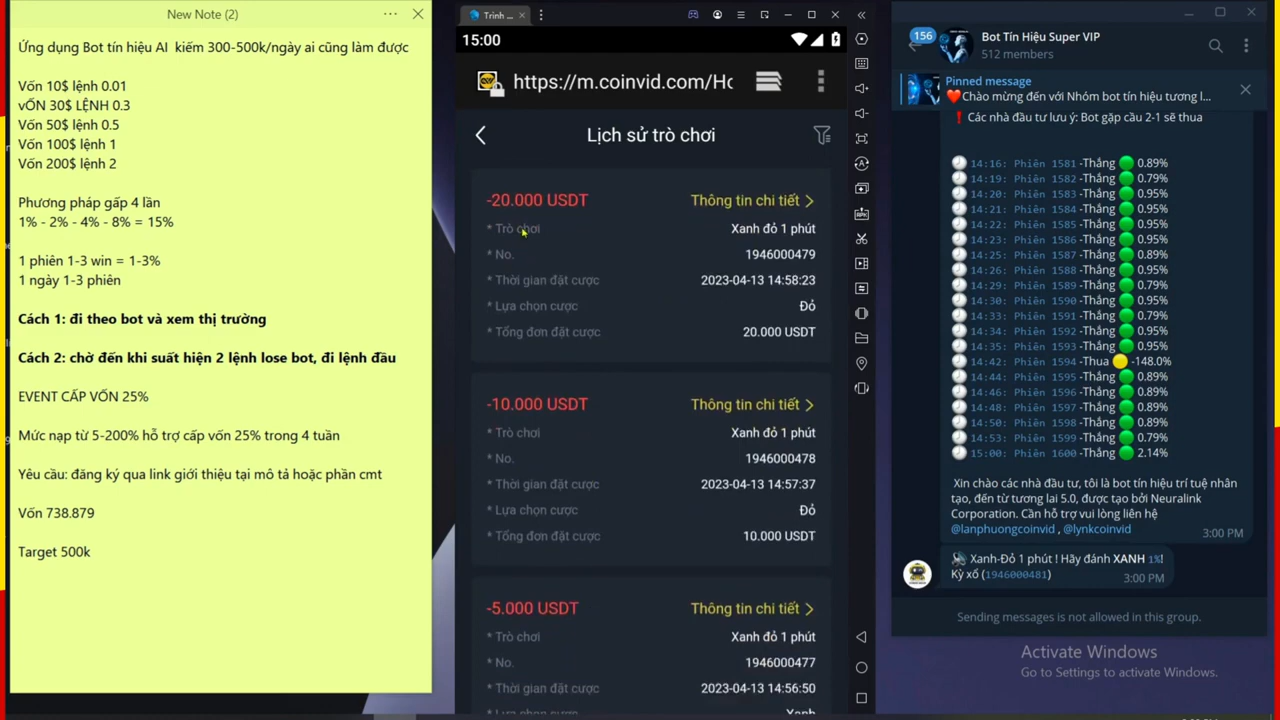 New Note (2)
Ứng dụng Bot tín hiệu AI kiếm 300-500k/ngày ai cũng làm được
Vốn 10$ lệnh 0.01
vỐN 30$ LỆNH 0.3
Vốn 50$ lệnh 0.5
Vốn 100$ lệnh 1
Vốn 200$ lệnh 2
Phương pháp gấp 4 lần
1% - 2% - 4% - 8% = 15%
1 phiên 1-3 win = 1-3%
1 ngày 1-3 phiên
Cách 1: đi theo bot và xem thị trường
Cách 2: chờ đến khi suất hiện 2 lệnh lose bot, đi lệnh đầu
EVENT CẤP VỐN 25%
Mức nạp từ 5-200% hỗ trợ cấp vốn 25% trong 4 tuần
Yêu cầu: đăng ký qua link giới thiệu tại mô tả hoặc phần cmt
Vốn 738.879
Target 500k
Trinh ...
15:00
https://m.coinvid.com/Hc
Lịch sử trò chơi
-20.000 USDT Thông tin chi tiết
* Trò chơi Xanh đỏ 1 phút
* No. 1946000479
* Thời gian đặt cược 2023-04-13 14:58:23
* Lựa chọn cược Đỏ
* Tổng đơn đặt cược 20.000 USDT
-10.000 USDT Thông tin chi tiết
* Trò chơi Xanh đỏ 1 phút
* No. 1946000478
* Thời gian đặt cược 2023-04-13 14:57:37
* Lựa chọn cược Đỏ
* Tổng đơn đặt cược 10.000 USDT
-5.000 USDT Thông tin chi tiết
* Trò chơi Xanh đỏ 1 phút
* No. 1946000477
* Thời gian đặt cược 2023-04-13 14:56:50
* Lựa chọn cược Xanh
156
Bot Tín Hiệu Super VIP
512 members
Pinned message
❤️Chào mừng đến với Nhóm bot tín hiệu tương l...
❗ Các nhà đầu tư lưu ý: Bot gặp cầu 2-1 sẽ thua
14:16: Phiên 1581 -Thắng 🟢 0.89%
14:19: Phiên 1582 -Thắng 🟢 0.79%
14:20: Phiên 1583 -Thắng 🟢 0.95%
14:21: Phiên 1584 -Thắng 🟢 0.95%
14:22: Phiên 1585 -Thắng 🟢 0.95%
14:23: Phiên 1586 -Thắng 🟢 0.95%
14:25: Phiên 1587 -Thắng 🟢 0.89%
14:26: Phiên 1588 -Thắng 🟢 0.95%
14:29: Phiên 1589 -Thắng 🟢 0.79%
14:30: Phiên 1590 -Thắng 🟢 0.95%
14:33: Phiên 1591 -Thắng 🟢 0.79%
14:34: Phiên 1592 -Thắng 🟢 0.95%
14:35: Phiên 1593 -Thắng 🟢 0.95%
14:42: Phiên 1594 -Thua 🟡 -148.0%
14:44: Phiên 1595 -Thắng 🟢 0.89%
14:46: Phiên 1596 -Thắng 🟢 0.89%
14:48: Phiên 1597 -Thắng 🟢 0.89%
14:50: Phiên 1598 -Thắng 🟢 0.89%
14:53: Phiên 1599 -Thắng 🟢 0.79%
15:00: Phiên 1600 -Thắng 🟢 2.14%
Xin chào các nhà đầu tư, tôi là bot tín hiệu trí tuệ nhân
tạo, đến từ tương lai 5.0, được tạo bởi Neuralink
Corporation. Cần hỗ trợ vui lòng liên hệ
@lanphuongcoinvid , @lynkcoinvid
3:00 PM
Xanh-Đỏ 1 phút ! Hãy đánh XANH 1%!
Kỳ xổ (1946000481)
3:00 PM
Sending messages is not allowed in this group.
Activate Windows
Go to Settings to activate Windows.